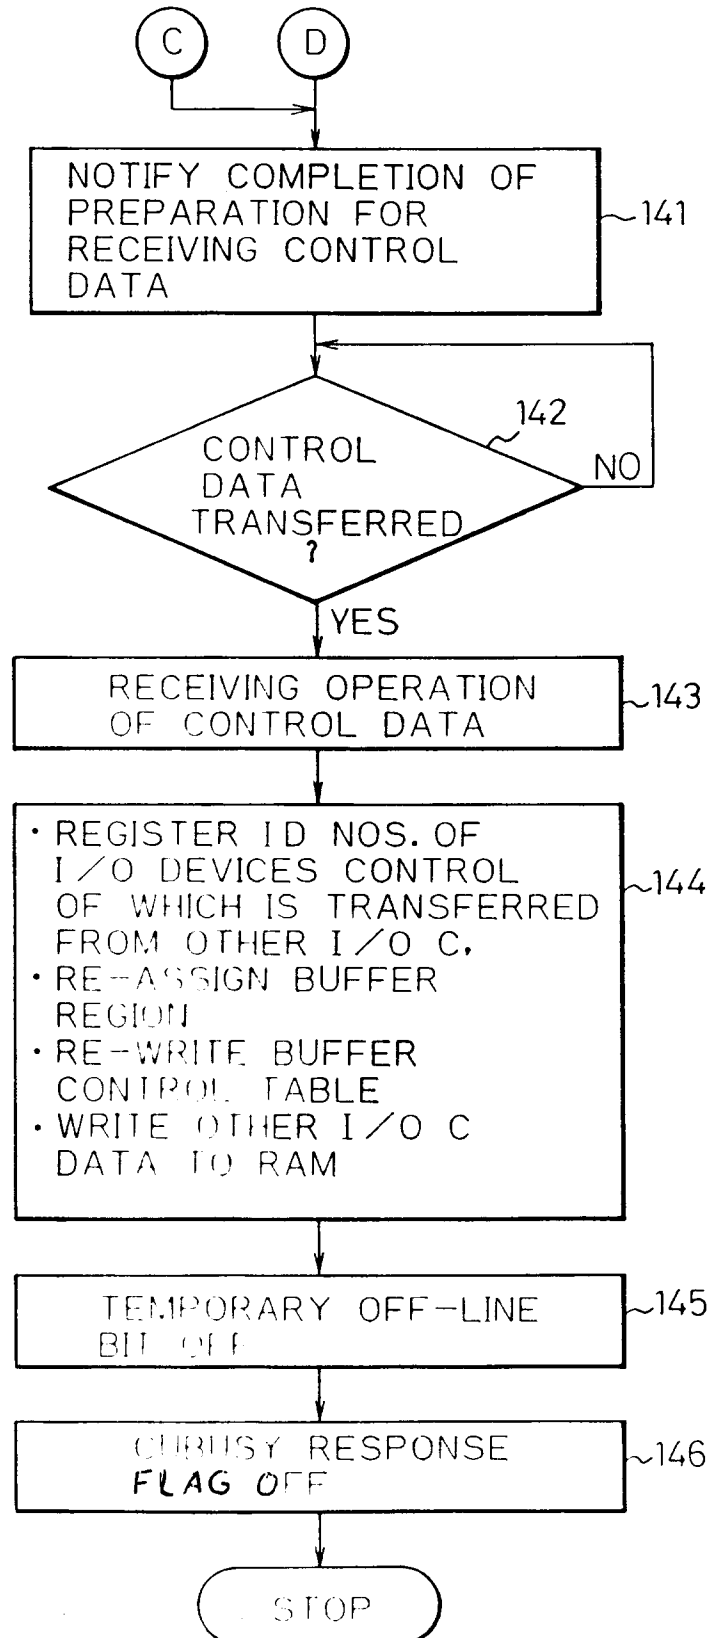 C D
NOTIFY COMPLETION OF
PREPARATION FOR
RECEIVING CONTROL
DATA
141
142
CONTROL
DATA
TRANSFERRED
?
NO
YES
RECEIVING OPERATION
OF CONTROL DATA
143
· REGISTER ID NOS. OF
I/O DEVICES CONTROL
OF WHICH IS TRANSFERRED
FROM OTHER I/O C.
· RE-ASSIGN BUFFER
REGION
· RE-WRITE BUFFER
CONTROL TABLE
· WRITE OTHER I/O C
DATA TO RAM
144
TEMPORARY OFF-LINE
BIT OFF
145
CUBUSY RESPONSE
FLAG OFF
146
STOP